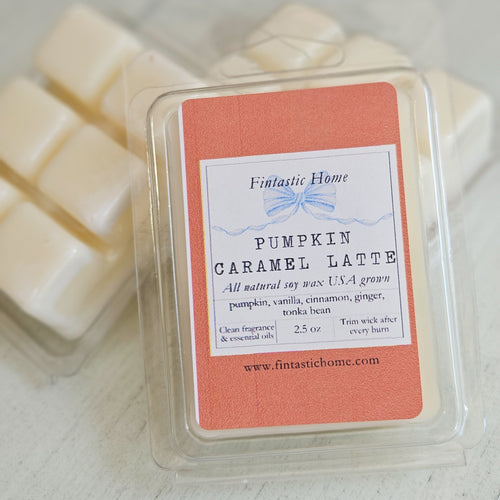 Fintastic Home
PUMPKIN
CARAMEL LATTE
All natural soy wax USA grown
pumpkin, vanilla, cinnamon, ginger,
tonka bean
Clean fragrance
& essential oils
2.5 oz
Trim wick after
every burn
www.fintastichome.com